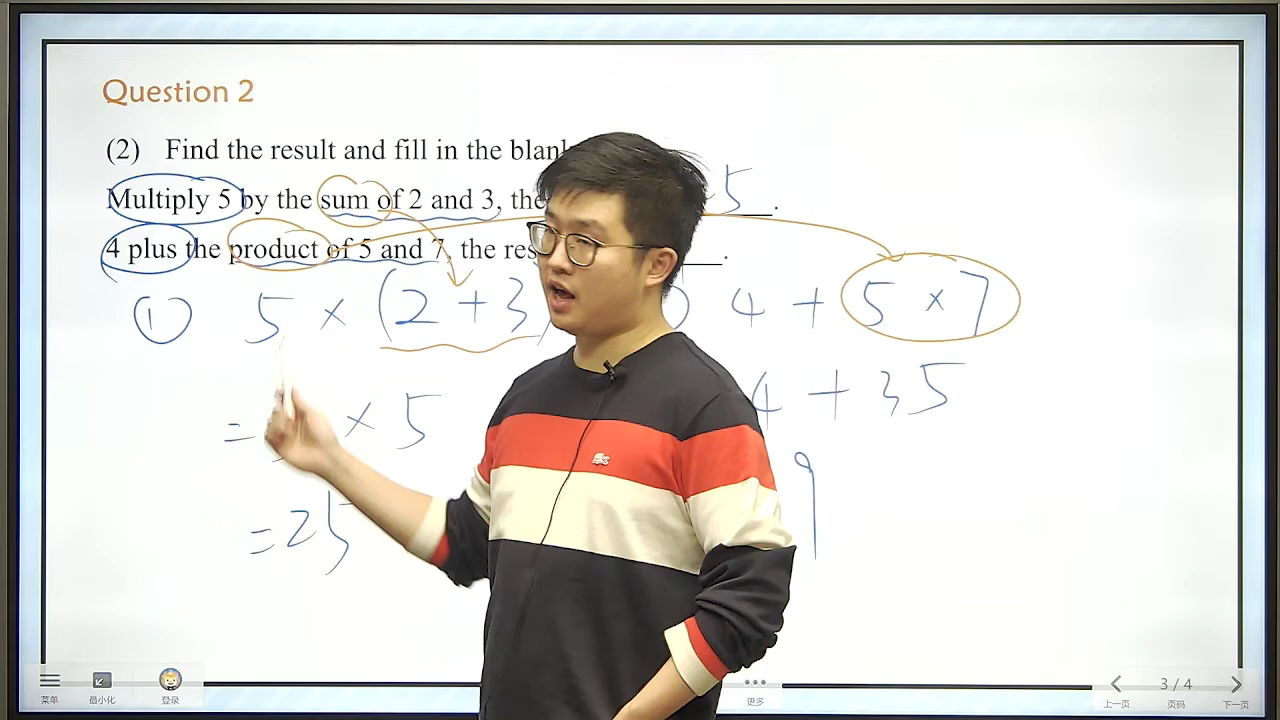 Question 2
(2) Find the result and fill in the blank
Multiply 5 by the sum of 2 and 3, the 5 .
4 plus the product of 5 and 7, the res .
① 5 × (2 + 3) 4 + 5 × 7
= × 5 4 + 35
= 25 9
菜单 最小化 登录 更多 上一页 3 / 4 页码 下一页